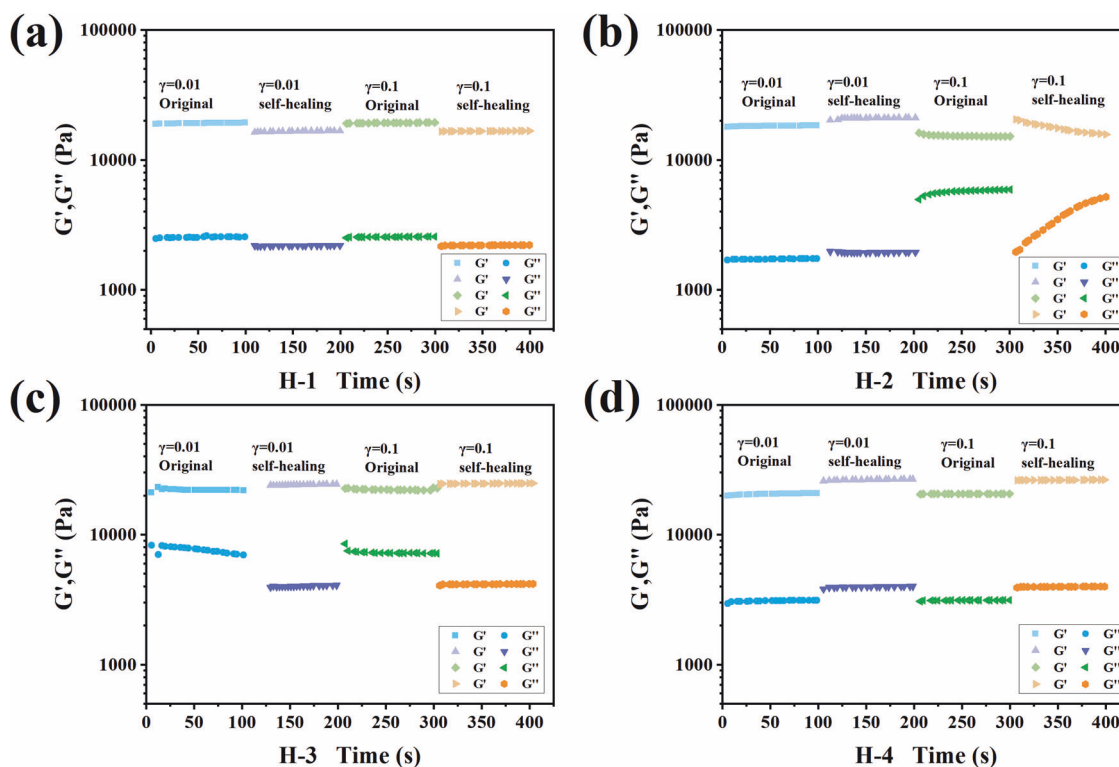 (a)
100000
γ=0.01
Original
γ=0.01
self-healing
γ=0.1
Original
γ=0.1
self-healing
10000
1000
G',G'' (Pa)
G' G''
G' G''
G' G''
G' G''
0 50 100 150 200 250 300 350 400
H-1 Time (s)
(b)
100000
γ=0.01
Original
γ=0.01
self-healing
γ=0.1
Original
γ=0.1
self-healing
10000
1000
G',G'' (Pa)
G' G''
G' G''
G' G''
G' G''
0 50 100 150 200 250 300 350 400
H-2 Time (s)
(c)
100000
γ=0.01
Original
γ=0.01
self-healing
γ=0.1
Original
γ=0.1
self-healing
10000
1000
G',G'' (Pa)
G' G''
G' G''
G' G''
G' G''
0 50 100 150 200 250 300 350 400
H-3 Time (s)
(d)
100000
γ=0.01
Original
γ=0.01
self-healing
γ=0.1
Original
γ=0.1
self-healing
10000
1000
G',G'' (Pa)
G' G''
G' G''
G' G''
G' G''
0 50 100 150 200 250 300 350 400
H-4 Time (s)